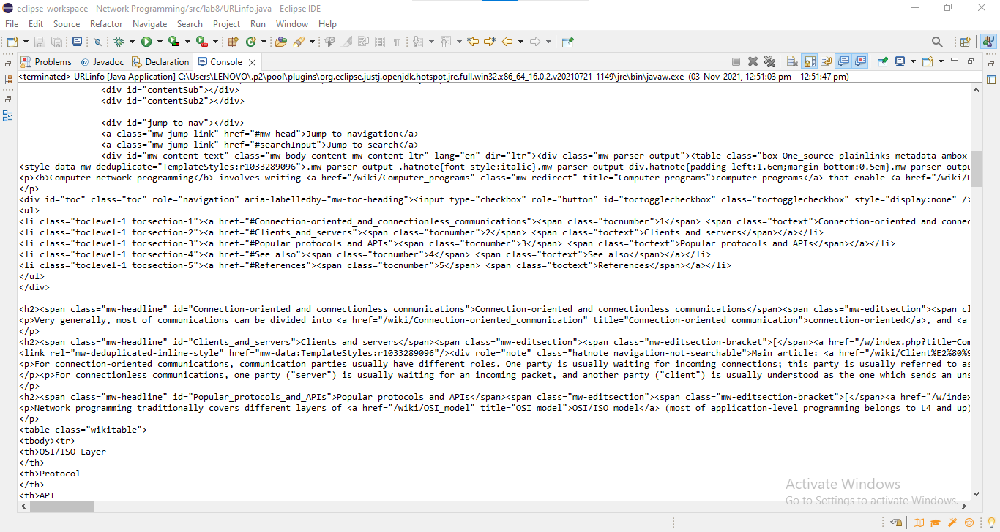 eclipse-workspace - Network Programming/src/lab8/URLinfo.java - Eclipse IDE
File Edit Source Refactor Navigate Search Project Run Window Help
Problems @ Javadoc Declaration Console
<terminated> URLinfo [Java Application] C:\Users\LENOVO\.p2\pool\plugins\org.eclipse.justj.openjdk.hotspot.jre.full.win32.x86_64_16.0.2.v20210721-1149\jre\bin\javaw.exe (03-Nov-2021, 12:51:03 pm – 12:51:47 pm)
<div id="contentSub"></div>
<div id="contentSub2"></div>
<div id="jump-to-nav"></div>
<a class="mw-jump-link" href="#mw-head">Jump to navigation</a>
<a class="mw-jump-link" href="#searchInput">Jump to search</a>
<div id="mw-content-text" class="mw-body-content mw-content-ltr" lang="en" dir="ltr"><div class="mw-parser-output"><table class="box-One_source plainlinks metadata ambox
<style data-mw-deduplicate="TemplateStyles:r1033289096">.mw-parser-output .hatnote{font-style:italic}.mw-parser-output div.hatnote{padding-left:1.6em;margin-bottom:0.5em}.mw-parser-outpu
<p><b>Computer network programming</b> involves writing <a href="/wiki/Computer_programs" class="mw-redirect" title="Computer programs">computer programs</a> that enable <a href="/wiki/
</p>
<div id="toc" class="toc" role="navigation" aria-labelledby="mw-toc-heading"><input type="checkbox" role="button" id="toctogglecheckbox" class="toctogglecheckbox" style="display:none" />
<ul>
<li class="toclevel-1 tocsection-1"><a href="#Connection-oriented_and_connectionless_communications"><span class="tocnumber">1</span> <span class="toctext">Connection-oriented and connec
<li class="toclevel-1 tocsection-2"><a href="#Clients_and_servers"><span class="tocnumber">2</span> <span class="toctext">Clients and servers</span></a></li>
<li class="toclevel-1 tocsection-3"><a href="#Popular_protocols_and_APIs"><span class="tocnumber">3</span> <span class="toctext">Popular protocols and APIs</span></a></li>
<li class="toclevel-1 tocsection-4"><a href="#See_also"><span class="tocnumber">4</span> <span class="toctext">See also</span></a></li>
<li class="toclevel-1 tocsection-5"><a href="#References"><span class="tocnumber">5</span> <span class="toctext">References</span></a></li>
</ul>
</div>
<h2><span class="mw-headline" id="Connection-oriented_and_connectionless_communications">Connection-oriented and connectionless communications</span><span class="mw-editsection"><span cl
<p>Very generally, most of communications can be divided into <a href="/wiki/Connection-oriented_communication" title="Connection-oriented communication">connection-oriented</a>, and <a
</p>
<h2><span class="mw-headline" id="Clients_and_servers">Clients and servers</span><span class="mw-editsection"><span class="mw-editsection-bracket">[</span><a href="/w/index.php?title=Com
<link rel="mw-deduplicated-inline-style" href="mw-data:TemplateStyles:r1033289096"/><div role="note" class="hatnote navigation-not-searchable">Main article: <a href="/wiki/Client%E2%80%9
<p>For connection-oriented communications, communication parties usually have different roles. One party is usually waiting for incoming connections; this party is usually referred to as
</p><p>For connectionless communications, one party ("server") is usually waiting for an incoming packet, and another party ("client") is usually understood as the one which sends an uns
</p>
<h2><span class="mw-headline" id="Popular_protocols_and_APIs">Popular protocols and APIs</span><span class="mw-editsection"><span class="mw-editsection-bracket">[</span><a href="/w/index
<p>Network programming traditionally covers different layers of <a href="/wiki/OSI_model" title="OSI model">OSI/ISO model</a> (most of application-level programming belongs to L4 and up)
</p>
<table class="wikitable">
<tbody><tr>
<th>OSI/ISO Layer
</th>
<th>Protocol
</th>
<th>API
Activate Windows
Go to Settings to activate Windows.